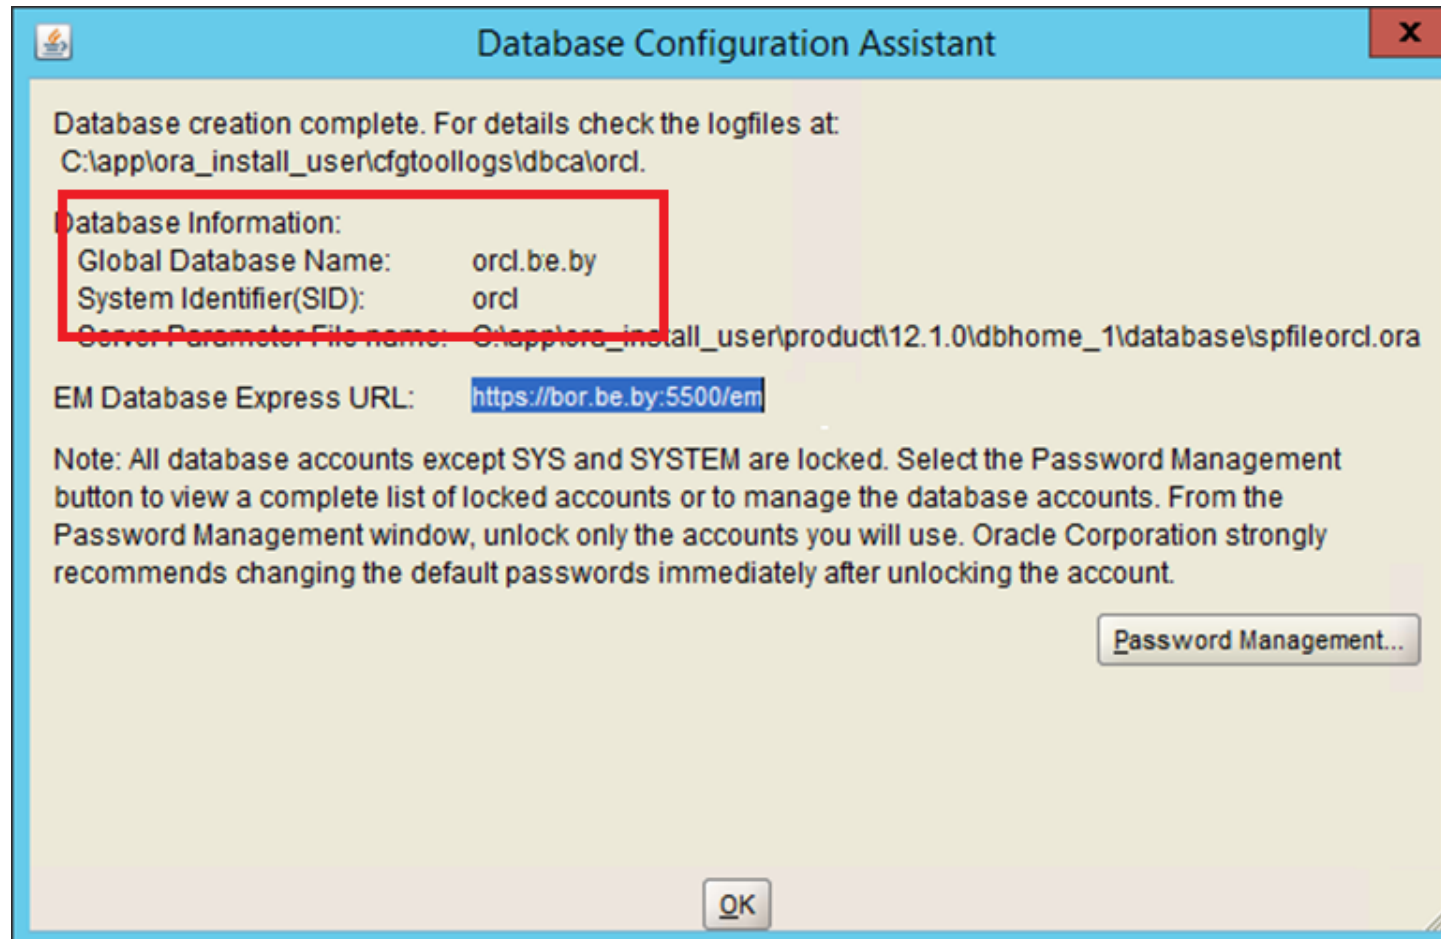 Database Configuration Assistant
x
Database creation complete. For details check the logfiles at:
C:\app\ora_install_user\cfgtoollogs\dbca\orcl.
Database Information:
Global Database Name: orcl.be.by
System Identifier(SID): orcl
Server Parameter File name: C:\app\ora_install_user\product\12.1.0\dbhome_1\database\spfileorcl.ora
EM Database Express URL: https://bor.be.by:5500/em
Note: All database accounts except SYS and SYSTEM are locked. Select the Password Management
button to view a complete list of locked accounts or to manage the database accounts. From the
Password Management window, unlock only the accounts you will use. Oracle Corporation strongly
recommends changing the default passwords immediately after unlocking the account.
Password Management...
OK